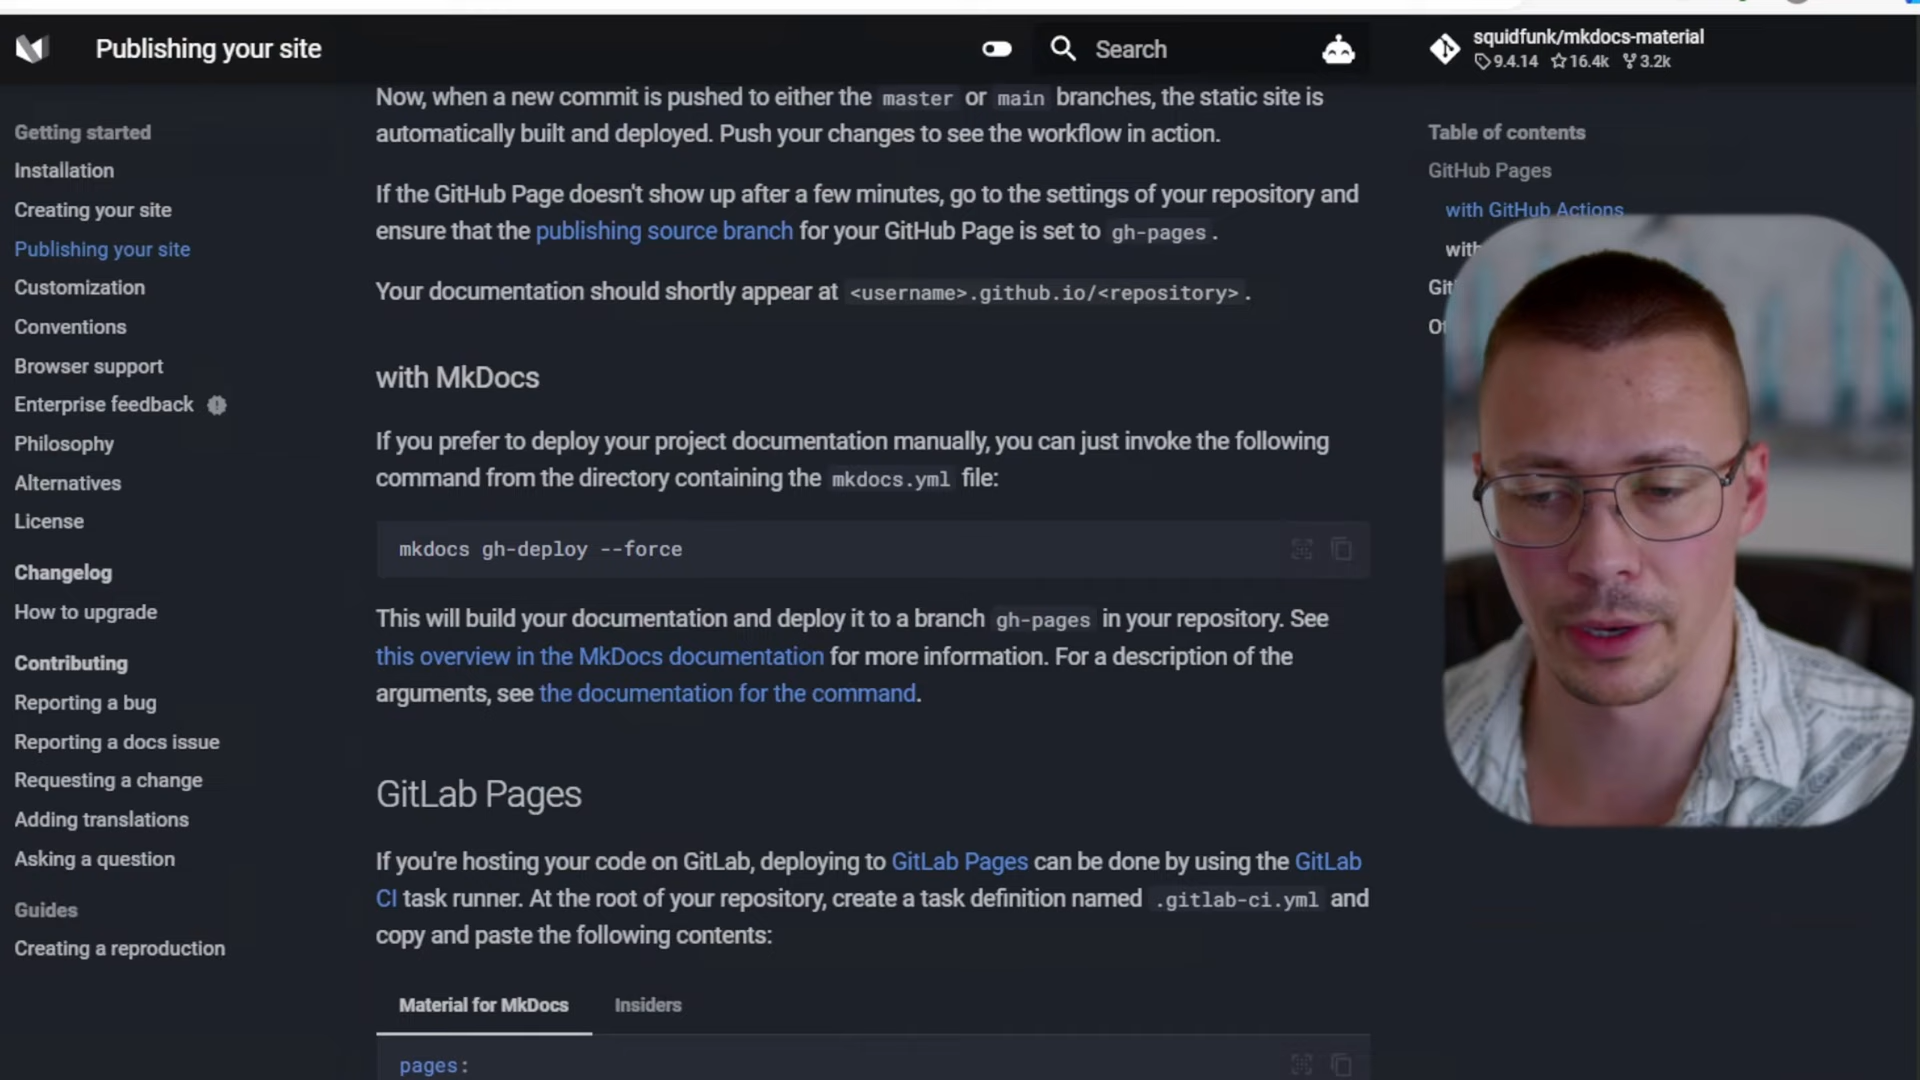 Publishing your site
Search
squidfunk/mkdocs-material
9.4.14 16.4k 3.2k
Getting started
Installation
Creating your site
Publishing your site
Customization
Conventions
Browser support
Enterprise feedback
Philosophy
Alternatives
License
Changelog
How to upgrade
Contributing
Reporting a bug
Reporting a docs issue
Requesting a change
Adding translations
Asking a question
Guides
Creating a reproduction
Now, when a new commit is pushed to either the master or main branches, the static site is
automatically built and deployed. Push your changes to see the workflow in action.
If the GitHub Page doesn't show up after a few minutes, go to the settings of your repository and
ensure that the publishing source branch for your GitHub Page is set to gh-pages.
Your documentation should shortly appear at <username>.github.io/<repository>.
with MkDocs
If you prefer to deploy your project documentation manually, you can just invoke the following
command from the directory containing the mkdocs.yml file:
mkdocs gh-deploy --force
This will build your documentation and deploy it to a branch gh-pages in your repository. See
this overview in the MkDocs documentation for more information. For a description of the
arguments, see the documentation for the command.
GitLab Pages
If you're hosting your code on GitLab, deploying to GitLab Pages can be done by using the GitLab
CI task runner. At the root of your repository, create a task definition named .gitlab-ci.yml and
copy and paste the following contents:
Material for MkDocs Insiders
pages:
Table of contents
GitHub Pages
with GitHub Actions